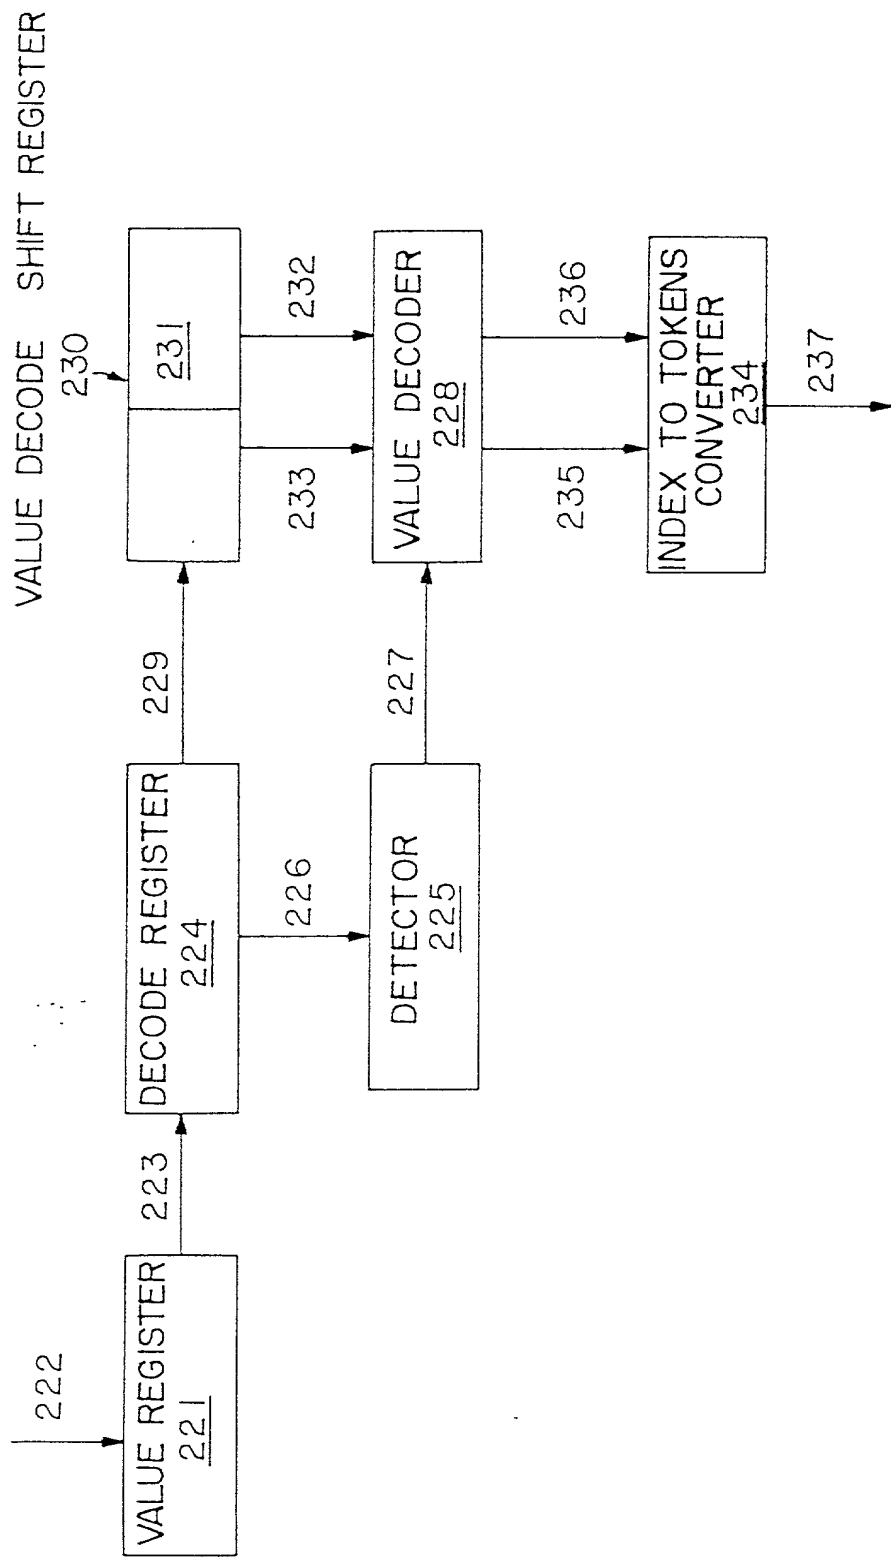 VALUE DECODE SHIFT REGISTER
230
222
VALUE REGISTER
221
223
DECODE REGISTER
224
229
231
226
233
232
DETECTOR
225
227
VALUE DECODER
228
235
236
INDEX TO TOKENS
CONVERTER
234
237